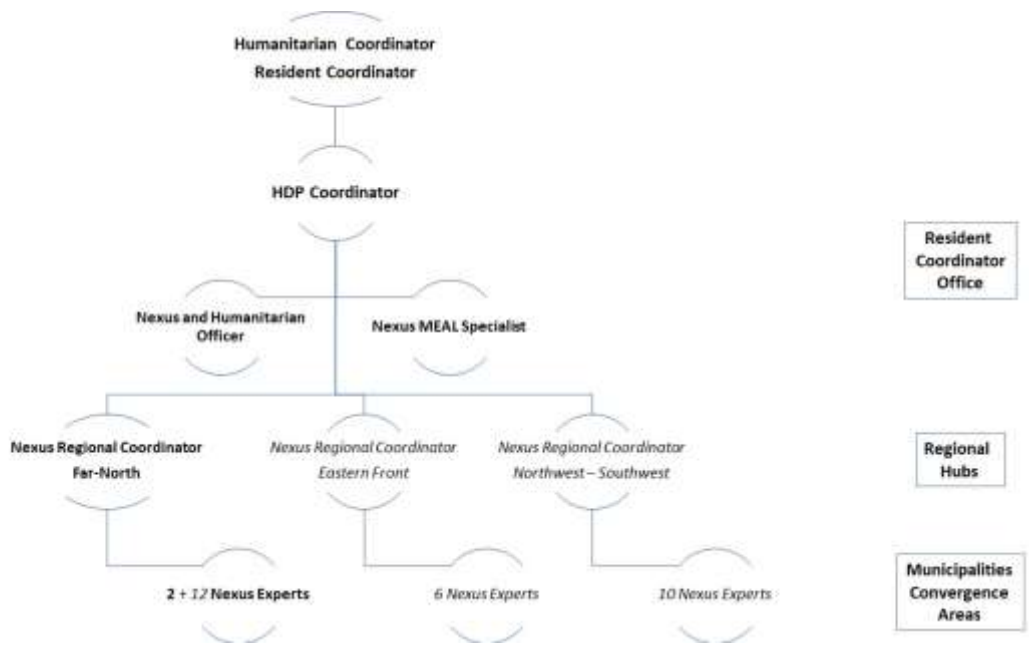 Humanitarian Coordinator
Resident Coordinator
HDP Coordinator
Resident
Coordinator
Office
Nexus and Humanitarian
Officer
Nexus MEAL Specialist
Nexus Regional Coordinator
Far-North
Nexus Regional Coordinator
Eastern Front
Nexus Regional Coordinator
Northwest – Southwest
Regional
Hubs
2 + 12 Nexus Experts
6 Nexus Experts
10 Nexus Experts
Municipalities
Convergence
Areas